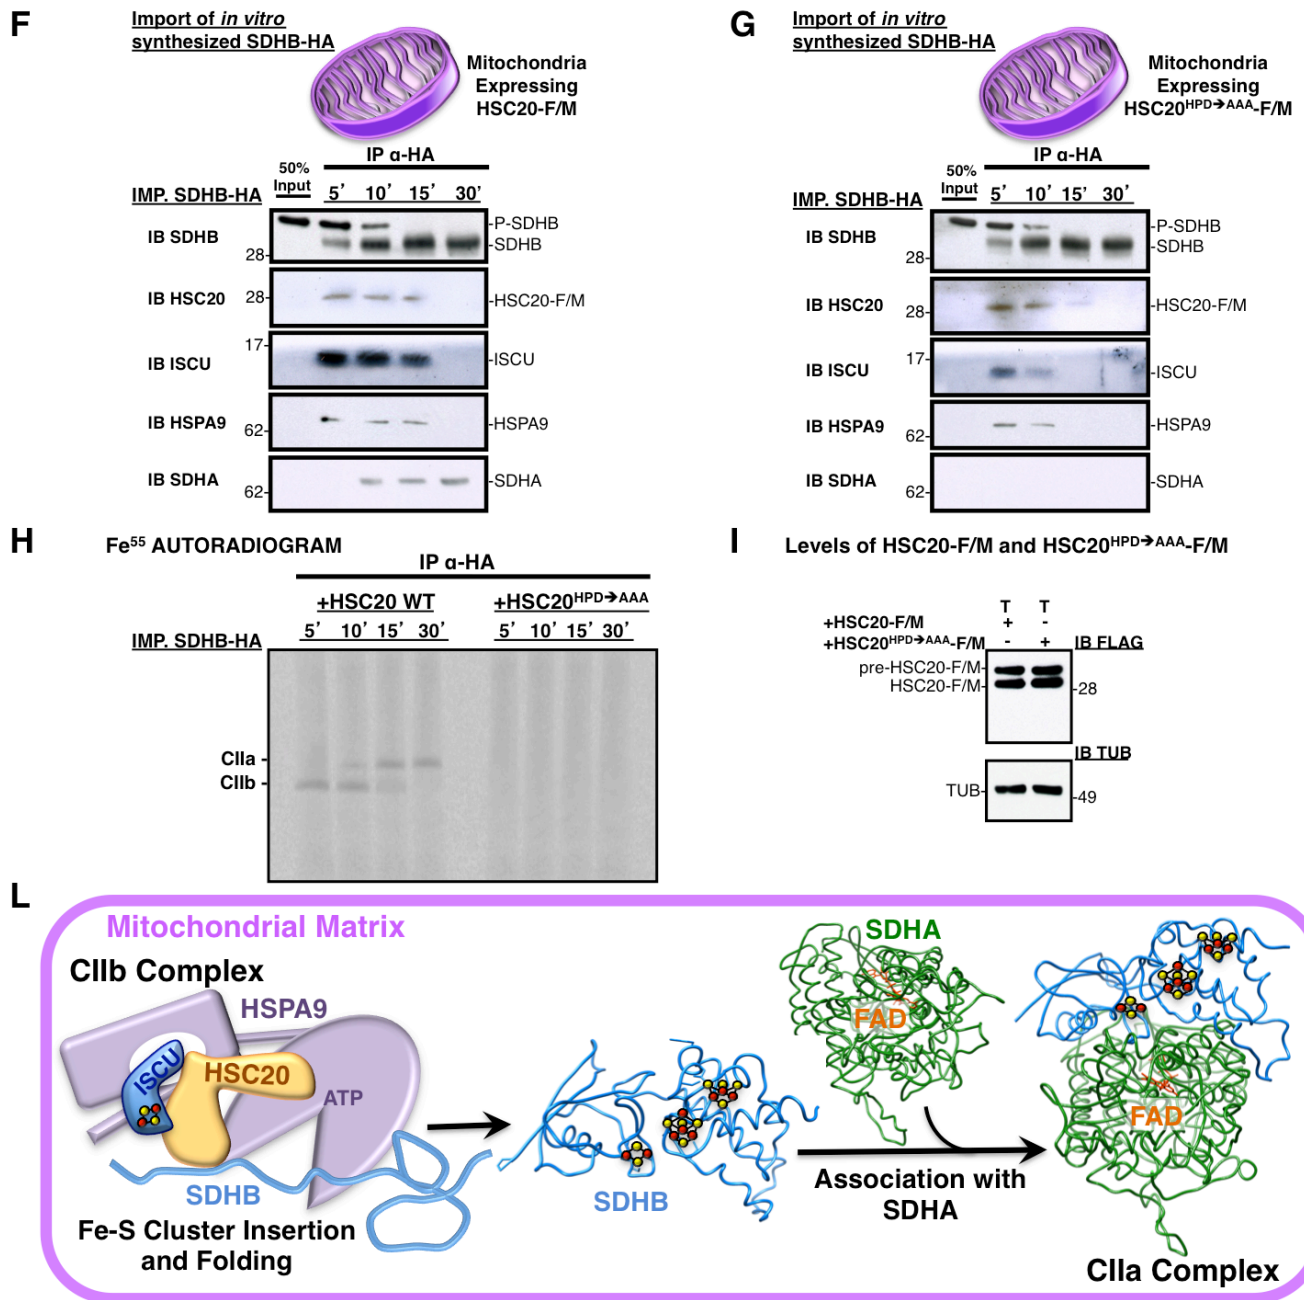 F
Import of in vitro
synthesized SDHB-HA
Mitochondria
Expressing
HSC20-F/M
IP α-HA
50%
Input
IMP. SDHB-HA
5’ 10’ 15’ 30’
IB SDHB
28-
-P-SDHB
-SDHB
IB HSC20
28-
-HSC20-F/M
17-
IB ISCU
-ISCU
IB HSPA9
62-
-HSPA9
IB SDHA
62-
-SDHA
G
Import of in vitro
synthesized SDHB-HA
Mitochondria
Expressing
HSC20HPD➔AAA-F/M
IP α-HA
50%
Input
IMP. SDHB-HA
5’ 10’ 15’ 30’
IB SDHB
28-
-P-SDHB
-SDHB
IB HSC20
28-
-HSC20-F/M
17-
IB ISCU
-ISCU
IB HSPA9
62-
-HSPA9
IB SDHA
62-
-SDHA
H
Fe55 AUTORADIOGRAM
IP α-HA
+HSC20 WT
+HSC20HPD➔AAA
IMP. SDHB-HA
5’ 10’ 15’ 30’
5’ 10’ 15’ 30’
CIIa -
CIIb -
I
Levels of HSC20-F/M and HSC20HPD➔AAA-F/M
T T
+HSC20-F/M + -
+HSC20HPD➔AAA-F/M - +
IB FLAG
pre-HSC20-F/M-
HSC20-F/M-
-28
IB TUB
TUB-
-49
L
Mitochondrial Matrix
CIIb Complex
HSPA9
ISCU
HSC20
ATP
SDHB
Fe-S Cluster Insertion
and Folding
SDHB
SDHA
FAD
Association with
SDHA
FAD
CIIa Complex